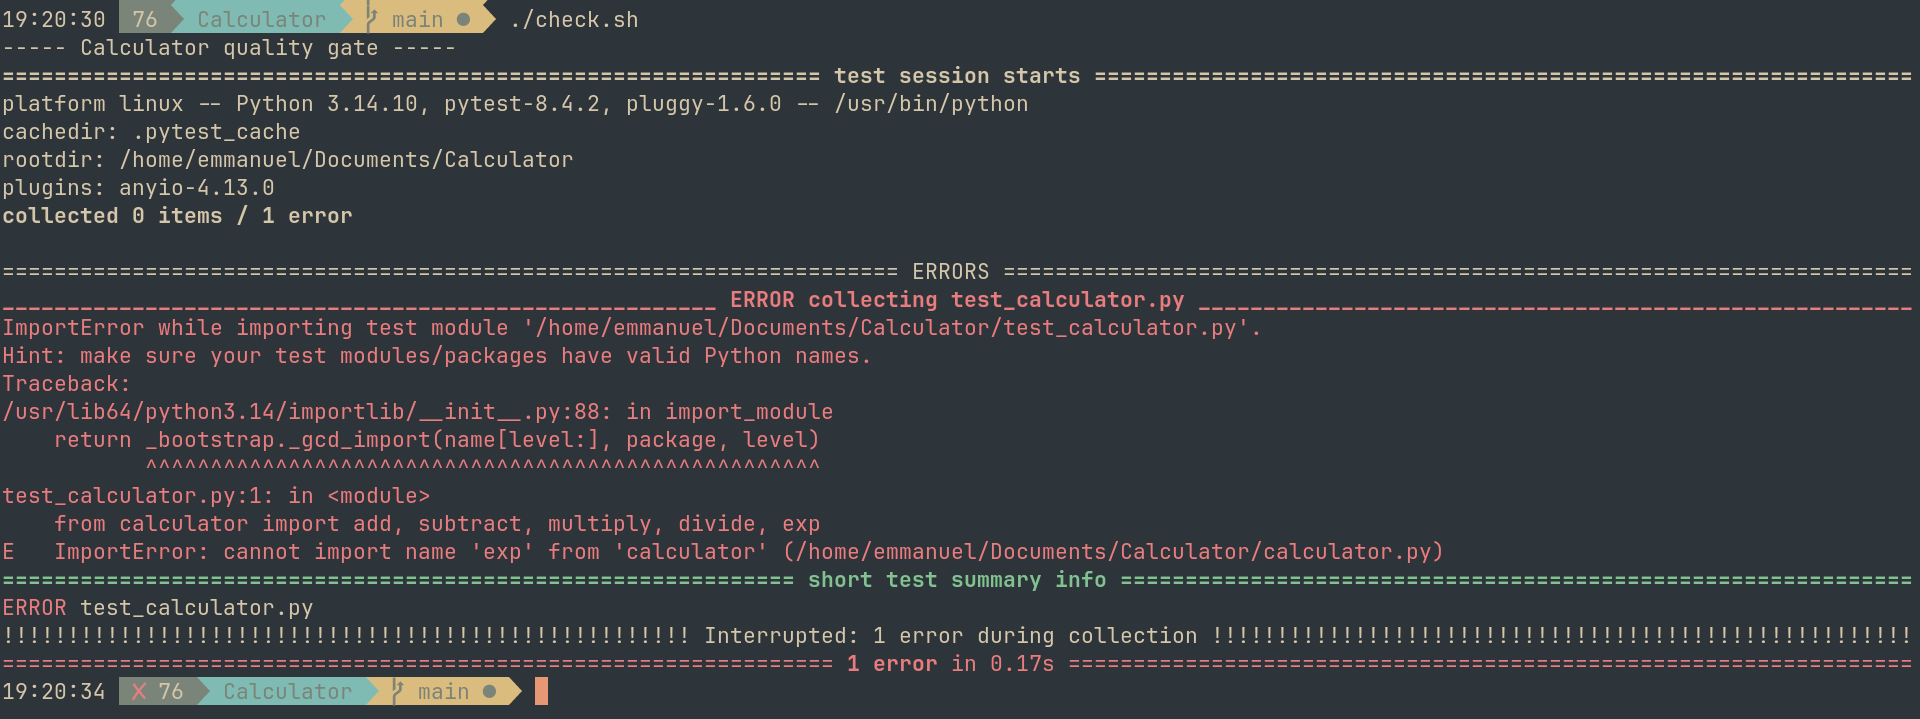 19:20:30 76 Calculator main ● ./check.sh
----- Calculator quality gate -----
=============================================================== test session starts ===============================================================
platform linux -- Python 3.14.10, pytest-8.4.2, pluggy-1.6.0 -- /usr/bin/python
cachedir: .pytest_cache
rootdir: /home/emmanuel/Documents/Calculator
plugins: anyio-4.13.0
collected 0 items / 1 error
===================================================================== ERRORS ======================================================================
_______________________________________________________ ERROR collecting test_calculator.py _______________________________________________________
ImportError while importing test module '/home/emmanuel/Documents/Calculator/test_calculator.py'.
Hint: make sure your test modules/packages have valid Python names.
Traceback:
/usr/lib64/python3.14/importlib/__init__.py:88: in import_module
    return _bootstrap._gcd_import(name[level:], package, level)
           ^^^^^^^^^^^^^^^^^^^^^^^^^^^^^^^^^^^^^^^^^^^^^^^^^^^^
test_calculator.py:1: in <module>
    from calculator import add, subtract, multiply, divide, exp
E   ImportError: cannot import name 'exp' from 'calculator' (/home/emmanuel/Documents/Calculator/calculator.py)
============================================================= short test summary info =============================================================
ERROR test_calculator.py
!!!!!!!!!!!!!!!!!!!!!!!!!!!!!!!!!!!!!!!!!!!!!!!!!!!!! Interrupted: 1 error during collection !!!!!!!!!!!!!!!!!!!!!!!!!!!!!!!!!!!!!!!!!!!!!!!!!!!!!!
================================================================ 1 error in 0.17s =================================================================
19:20:34 ✗ 76 Calculator main ●